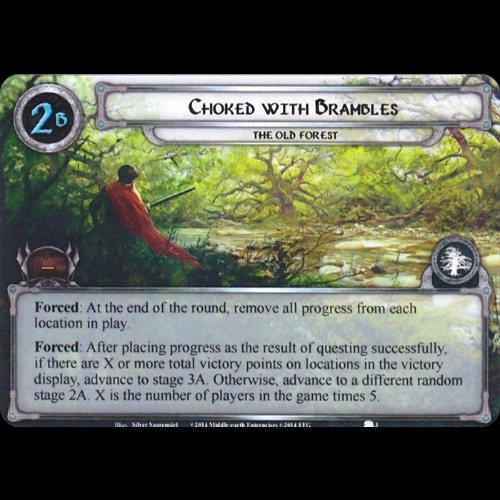 2B
CHOKED WITH BRAMBLES
THE OLD FOREST
Forced: At the end of the round, remove all progress from each
location in play.
Forced: After placing progress as the result of questing successfully,
if there are X or more total victory points on locations in the victory
display, advance to stage 3A. Otherwise, advance to a different random
stage 2A. X is the number of players in the game times 5.
Illus. Silver Saaremäel ©2014 Middle-earth Enterprises ©2014 FFG